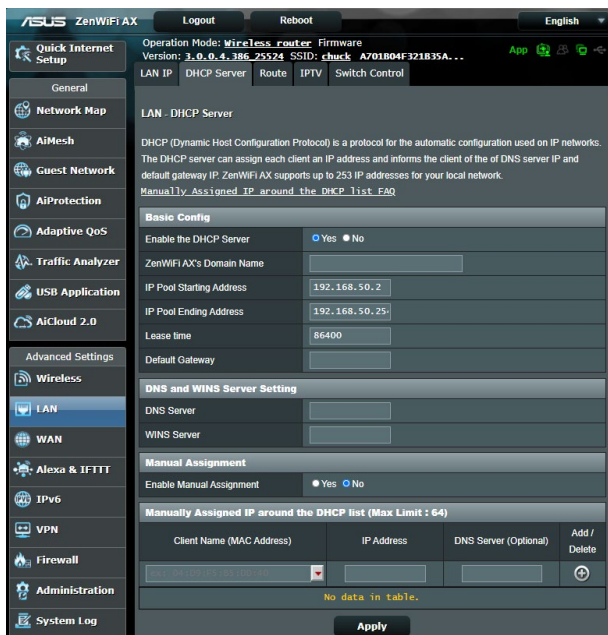 ASUS ZenWiFi AX
Logout
Reboot
English
Quick Internet
Setup
General
Network Map
AiMesh
Guest Network
AiProtection
Adaptive QoS
Traffic Analyzer
USB Application
AiCloud 2.0
Advanced Settings
Wireless
LAN
WAN
Alexa & IFTTT
IPv6
VPN
Firewall
Administration
System Log
Operation Mode: Wireless router Firmware
Version: 3.0.0.4.386_25524 SSID: chuck A701B04F321B35A...
App
LAN IP
DHCP Server
Route
IPTV
Switch Control
LAN - DHCP Server
DHCP (Dynamic Host Configuration Protocol) is a protocol for the automatic configuration used on IP networks.
The DHCP server can assign each client an IP address and informs the client of the of DNS server IP and
default gateway IP. ZenWiFi AX supports up to 253 IP addresses for your local network.
Manually Assigned IP around the DHCP list FAQ
Basic Config
Enable the DHCP Server
Yes No
ZenWiFi AX's Domain Name
IP Pool Starting Address
192.168.50.2
IP Pool Ending Address
192.168.50.25
Lease time
86400
Default Gateway
DNS and WINS Server Setting
DNS Server
WINS Server
Manual Assignment
Enable Manual Assignment
Yes No
Manually Assigned IP around the DHCP list (Max Limit : 64)
Client Name (MAC Address)
IP Address
DNS Server (Optional)
Add /
Delete
No data in table.
Apply